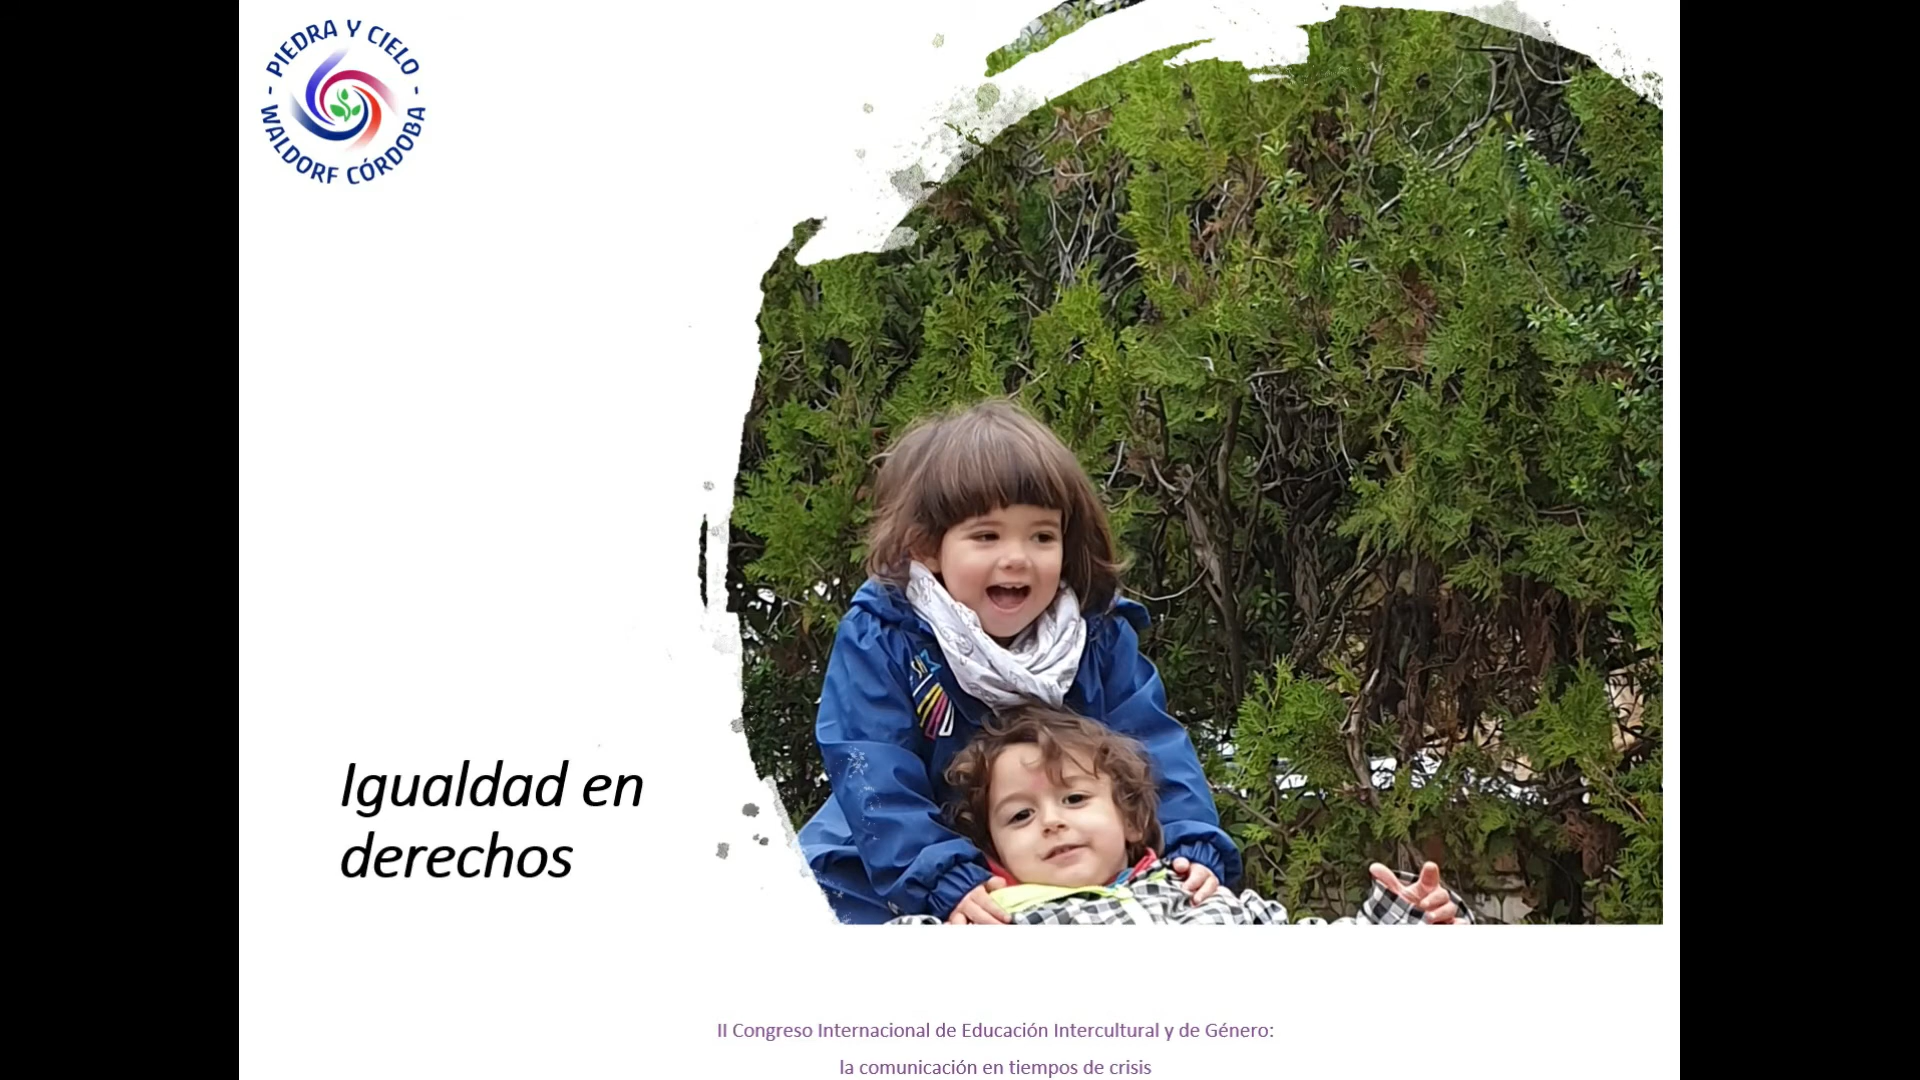 - PIEDRA Y CIELO -
WALDORF CÓRDOBA
Igualdad en
derechos
II Congreso Internacional de Educación Intercultural y de Género:
la comunicación en tiempos de crisis